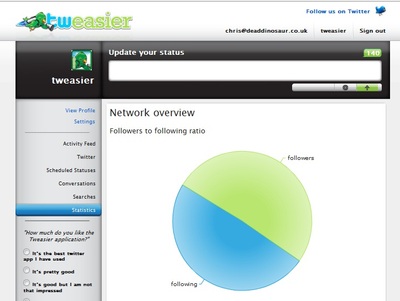 Follow us on Twitter
tweasier
chris@deaddinosaur.co.uk
tweasier
Sign out
Update your status
140
tweasier
View Profile
Settings
Activity Feed
Twitter
Scheduled Statuses
Conversations
Searches
Statistics
"How much do you like the Tweasier application?"
It's the best twitter
app I have used
It's pretty good
It's good but I am not
that impressed
Network overview
Followers to following ratio
followers
following